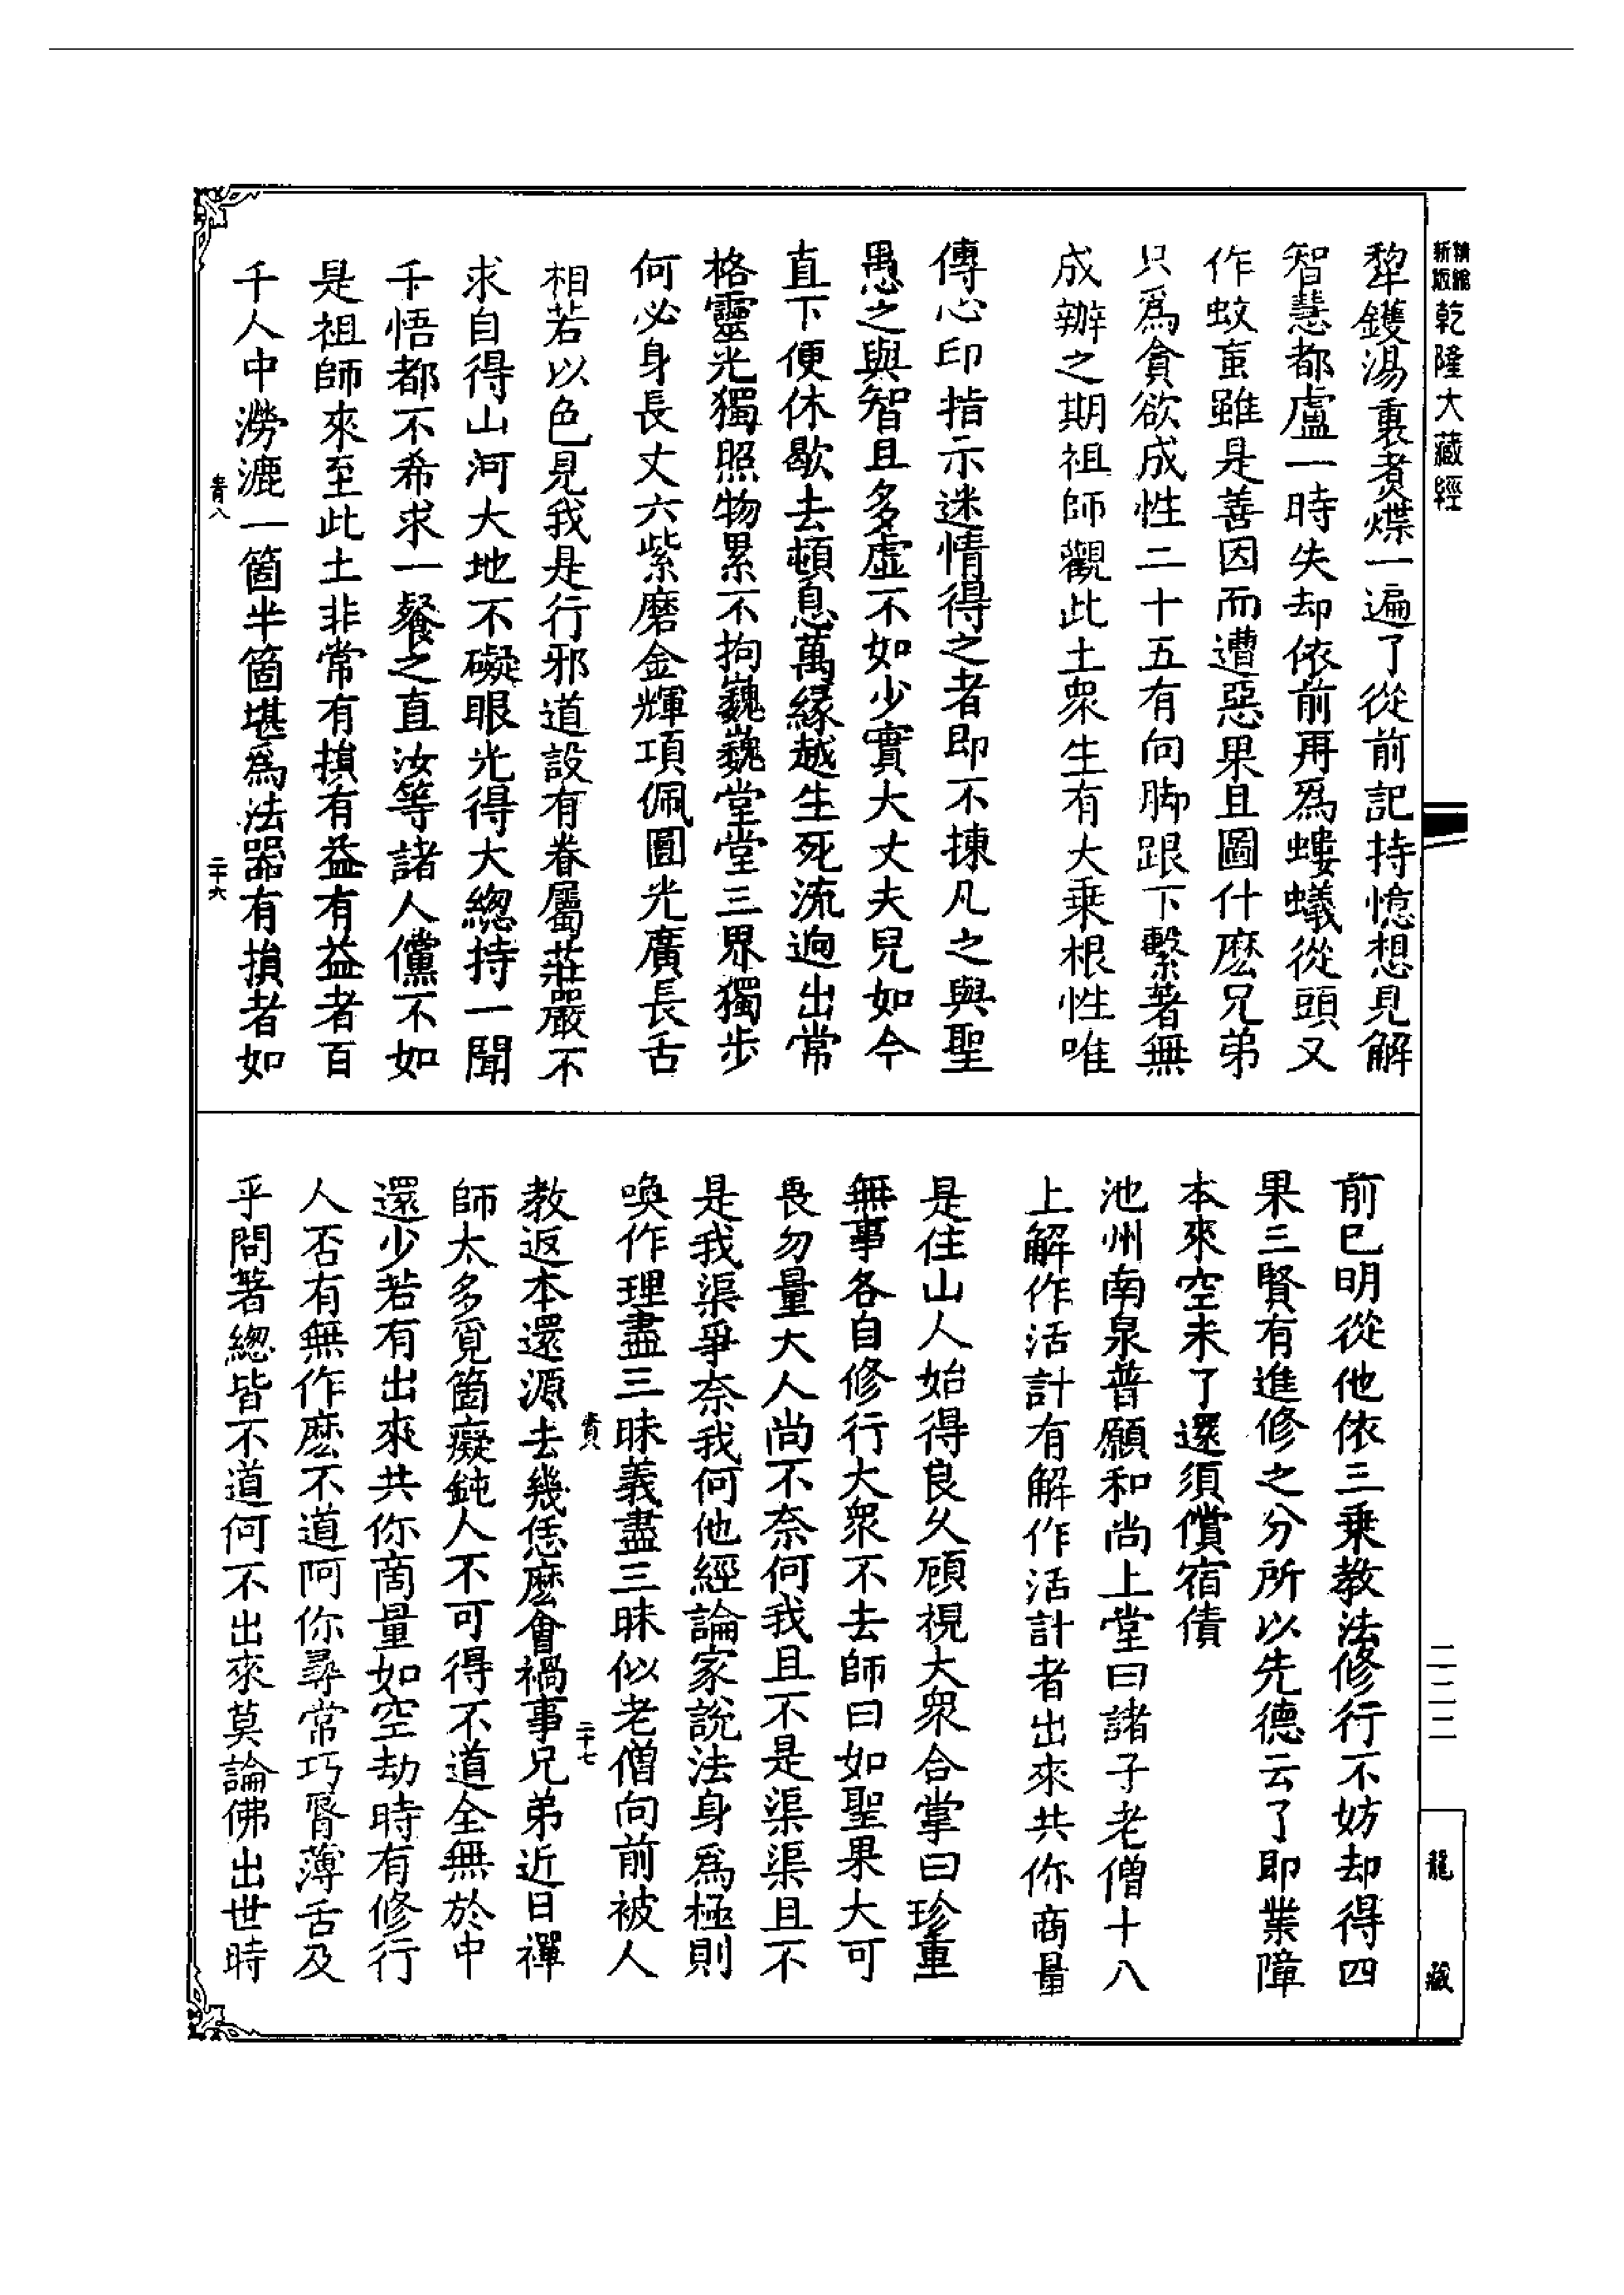 精編新版乾隆大藏經
犂鑊湯裏煑煠一遍了從前記持憶想見解
智慧都盧一時失却依前再爲螻蟻從頭又
作蚊䖟雖是善因而遭惡果且圖什麽兄弟
只爲貪欲成性二十五有向脚跟下繫著無
成辦之期祖師觀此土衆生有大乗根性唯
傳心印指示迷情得之者即不揀凡之與聖
愚之與智且多虛不如少實大丈夫兒如今
直下便休歇去頓息萬緣越生死流逈出常
格靈光獨照物累不拘巍巍堂堂三界獨步
何必身長丈六紫磨金輝項佩圓光廣長舌
相若以色見我是行邪道設有眷屬莊嚴不
求自得山河大地不礙眼光得大總持一聞
千悟都不希求一餐之直汝等諸人儻不如
是祖師來至此土非常有損有益有益者百
千人中澇漉一箇半箇堪爲法器有損者如
青八
二十六
前已明從他依三乗教法修行不妨却得四
果三賢有進修之分所以先德云了即業障
本來空未了還須償宿債
池州南泉普願和尚上堂曰諸子老僧十八
上解作活計有解作活計者出來共你商量
是住山人始得良久顧視大衆合掌曰珍重
無事各自修行大衆不去師曰如聖果大可
畏勿量大人尚不奈何我且不是渠渠且不
是我渠爭奈我何他經論家說法身爲極則
喚作理盡三昧義盡三昧似老僧向前被人
教返本還源去幾恁麽會禍事兄弟近日禪
師太多覓箇癡鈍人不可得不道全無於中
還少若有出來共你商量如空劫時有修行
人否有無作麽不道阿你尋常巧脣薄舌及
乎問著總皆不道何不出來莫論佛出世時
二十七
二二二
龍藏